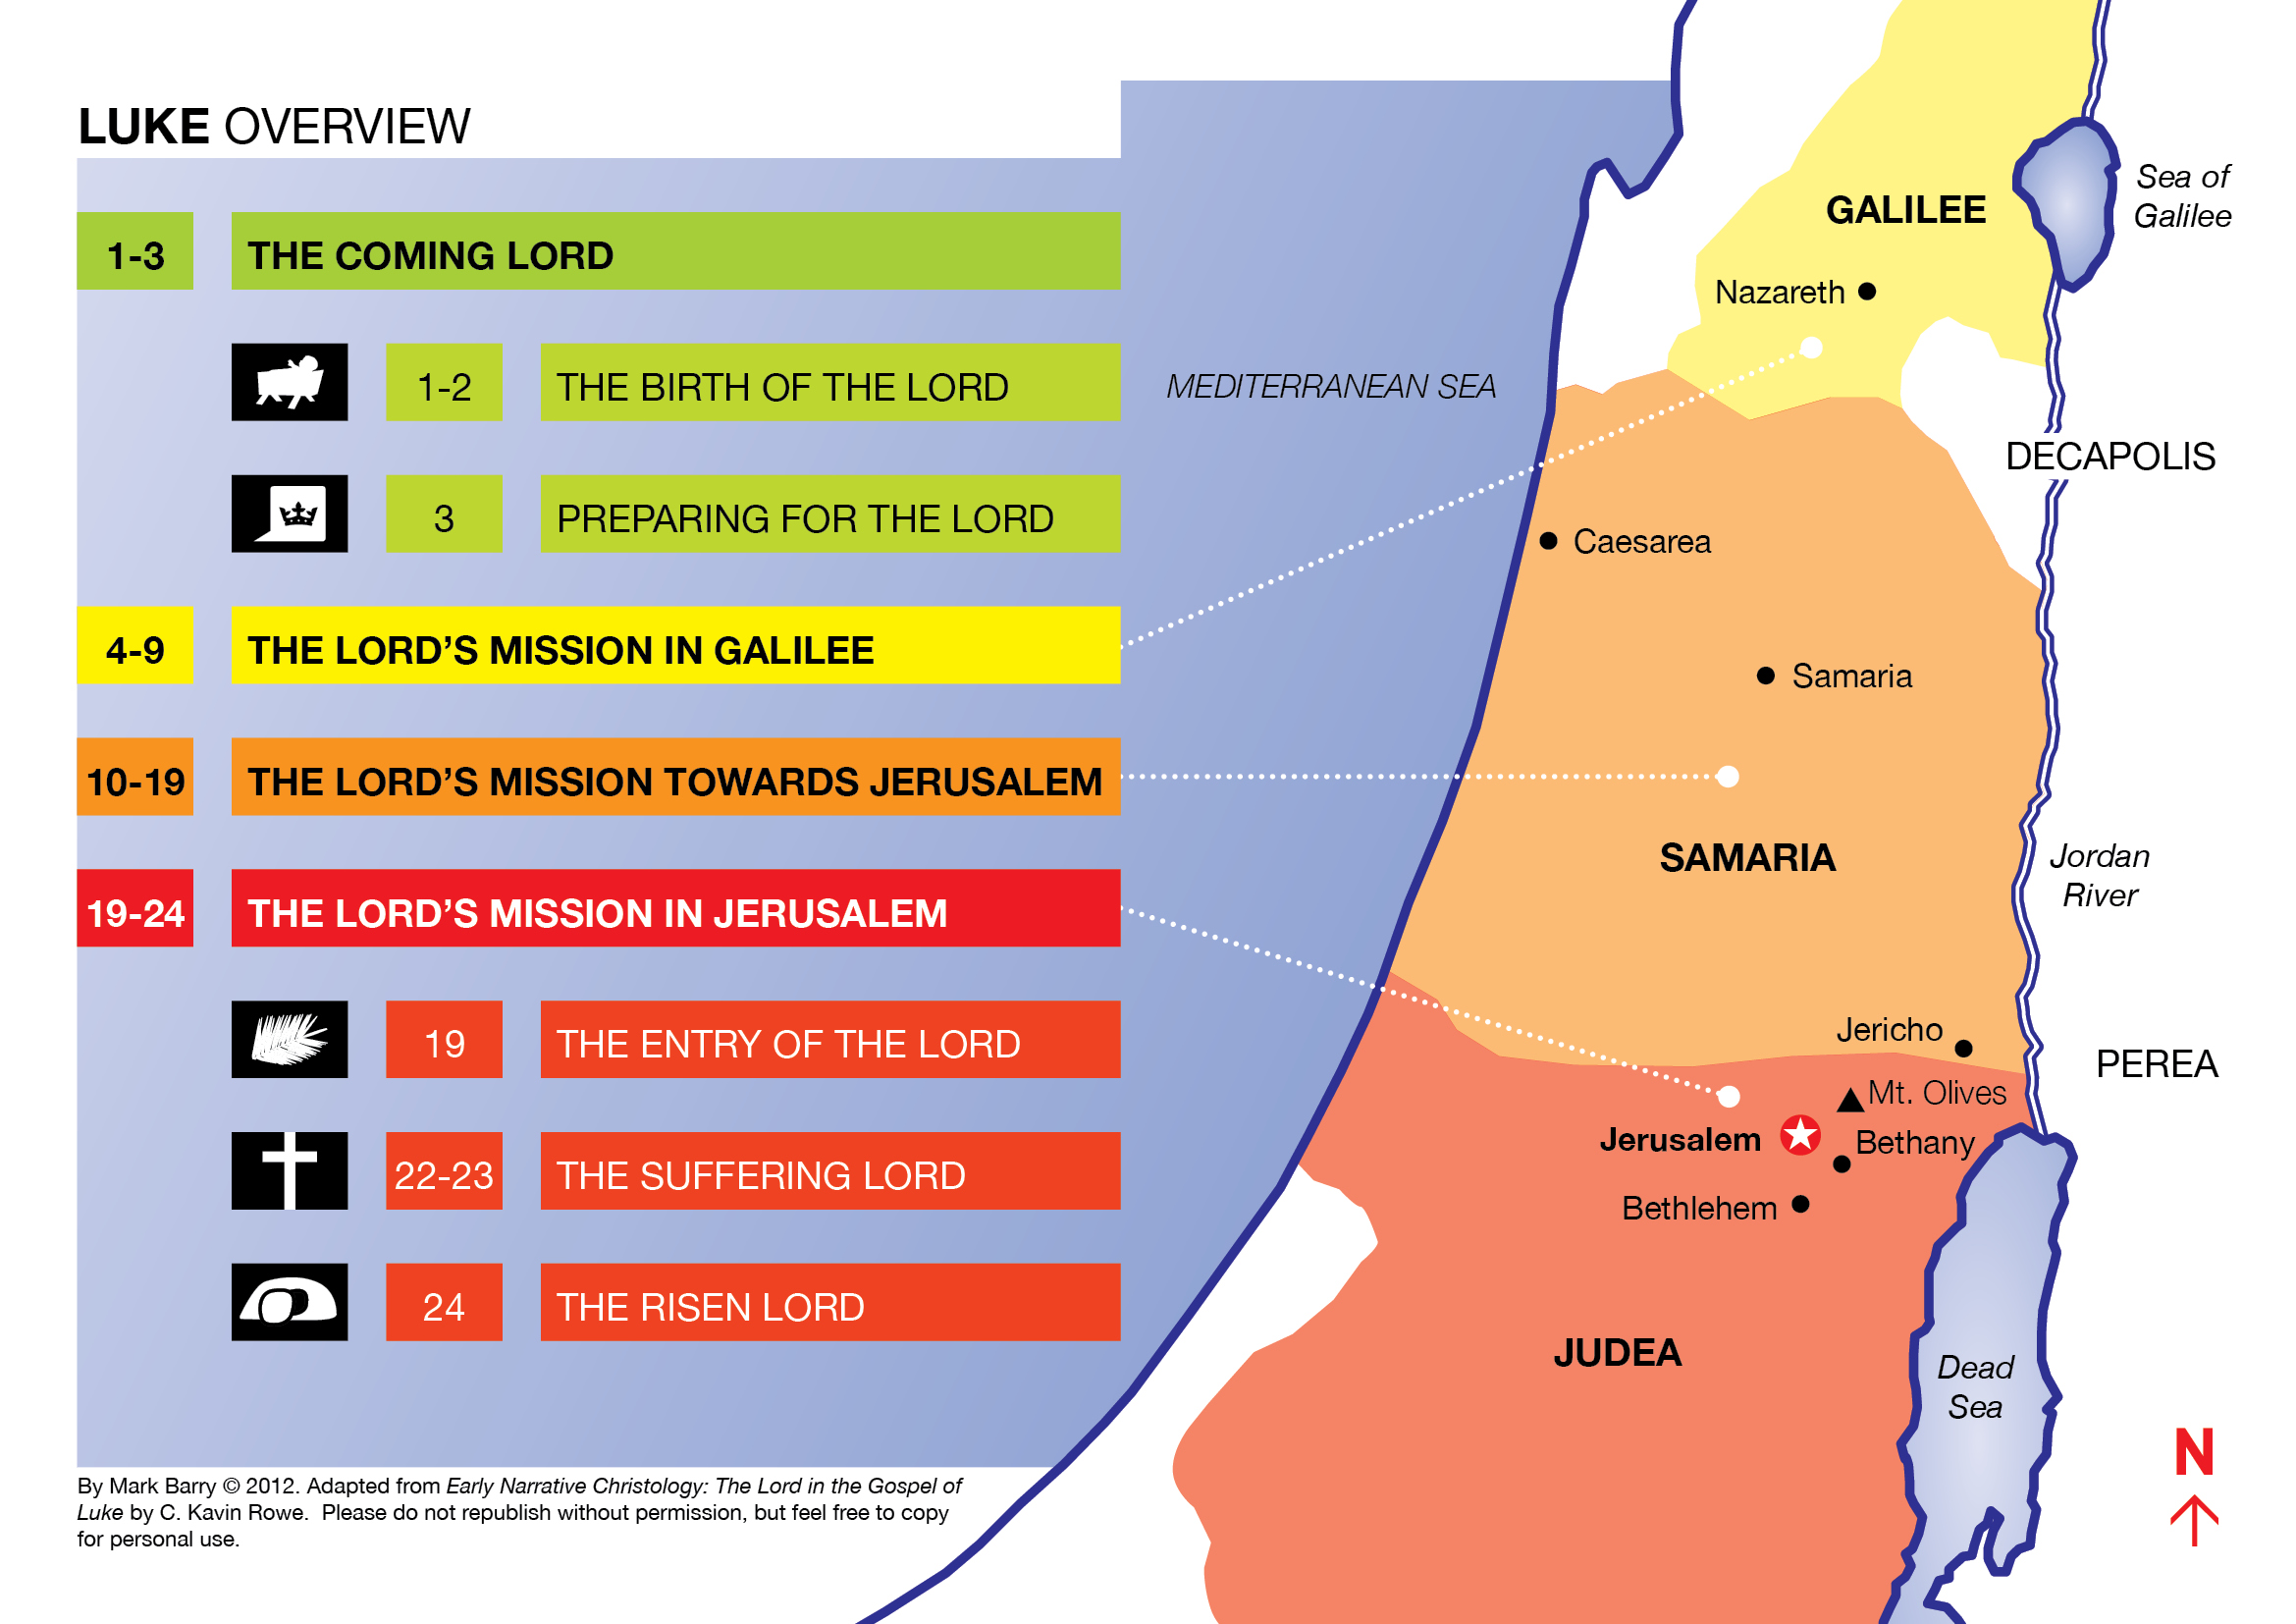 LUKE OVERVIEW
1-3 THE COMING LORD
1-2 THE BIRTH OF THE LORD
3 PREPARING FOR THE LORD
4-9 THE LORD’S MISSION IN GALILEE
10-19 THE LORD’S MISSION TOWARDS JERUSALEM
19-24 THE LORD’S MISSION IN JERUSALEM
19 THE ENTRY OF THE LORD
22-23 THE SUFFERING LORD
24 THE RISEN LORD
By Mark Barry © 2012. Adapted from Early Narrative Christology: The Lord in the Gospel of
Luke by C. Kavin Rowe.  Please do not republish without permission, but feel free to copy
for personal use.
MEDITERRANEAN SEA
GALILEE
Sea of
Galilee
Nazareth
DECAPOLIS
Caesarea
Samaria
SAMARIA
Jordan
River
Jericho
PEREA
Mt. Olives
Jerusalem
Bethany
Bethlehem
JUDEA
Dead
Sea
N